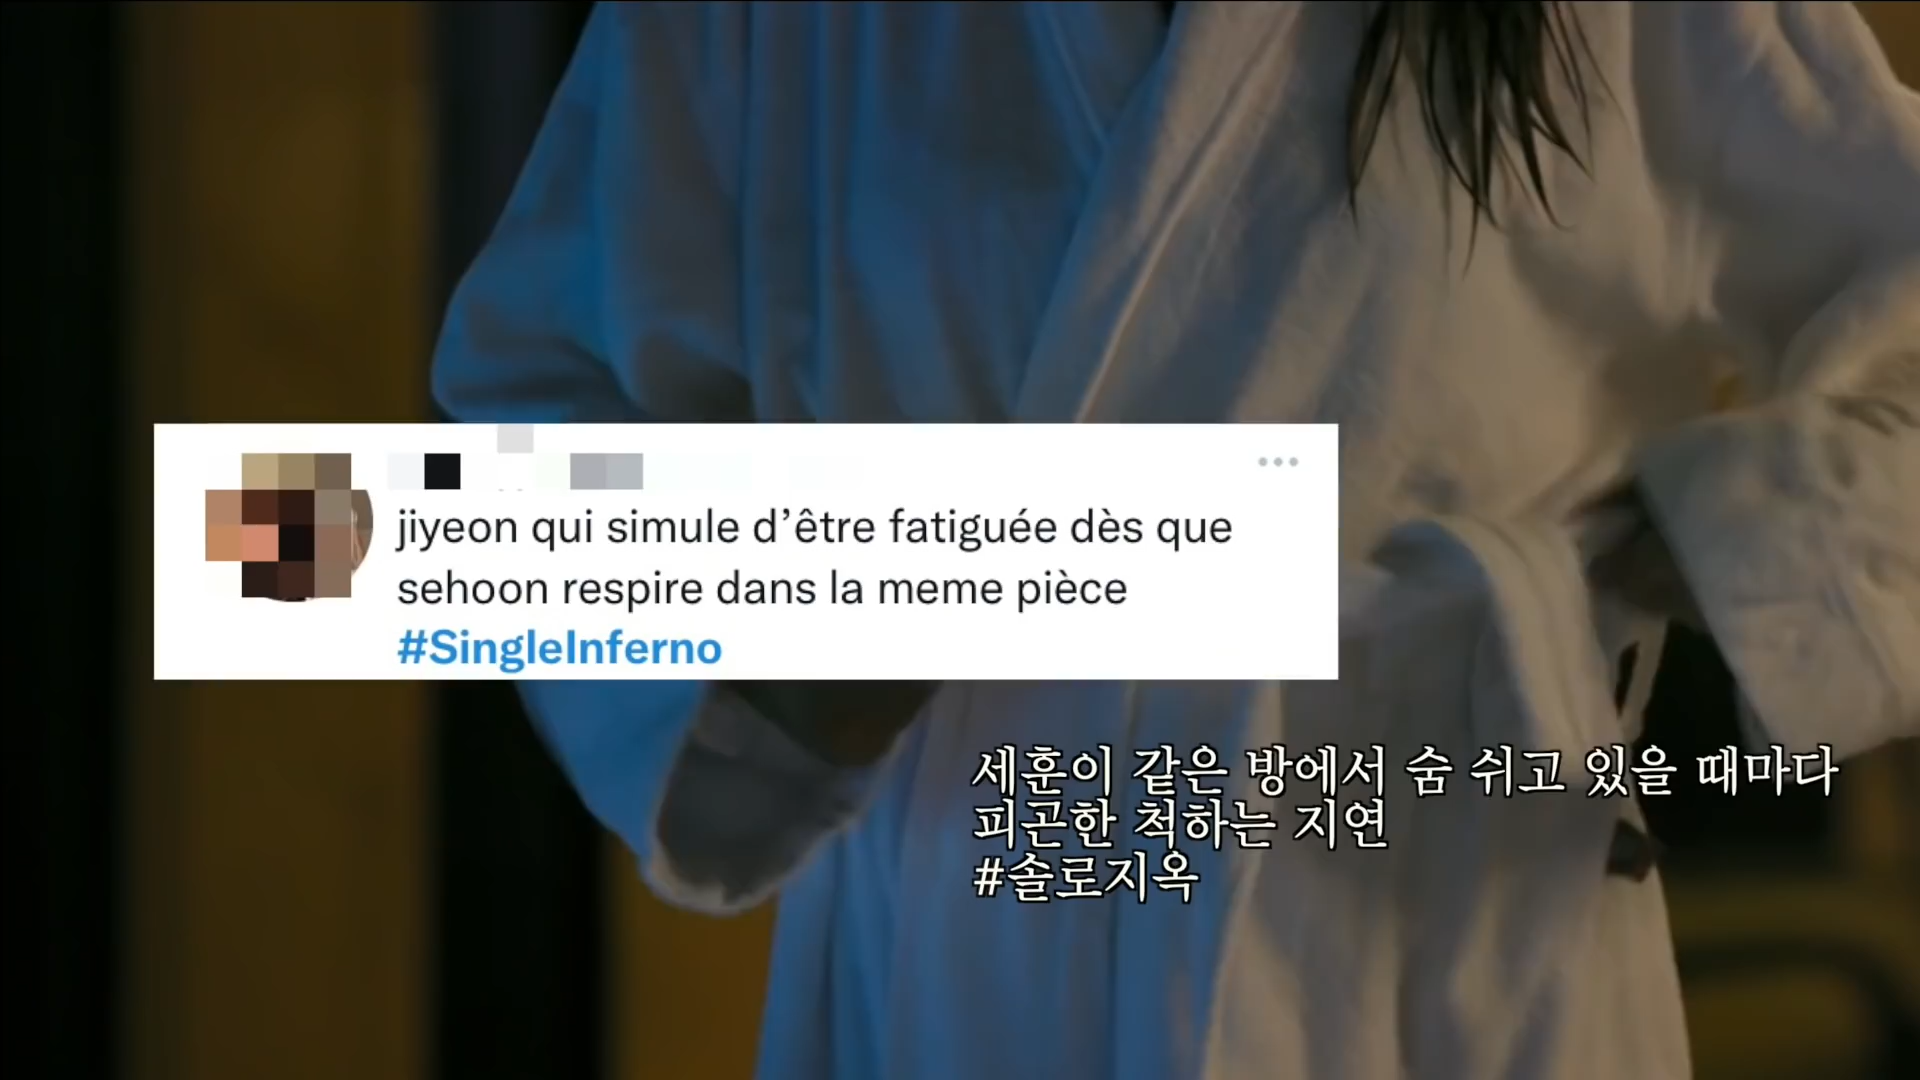 jiyeon qui simule d’être fatiguée dès que
sehoon respire dans la meme pièce
#SingleInferno
세훈이 같은 방에서 숨 쉬고 있을 때마다
피곤한 척하는 지연
#솔로지옥